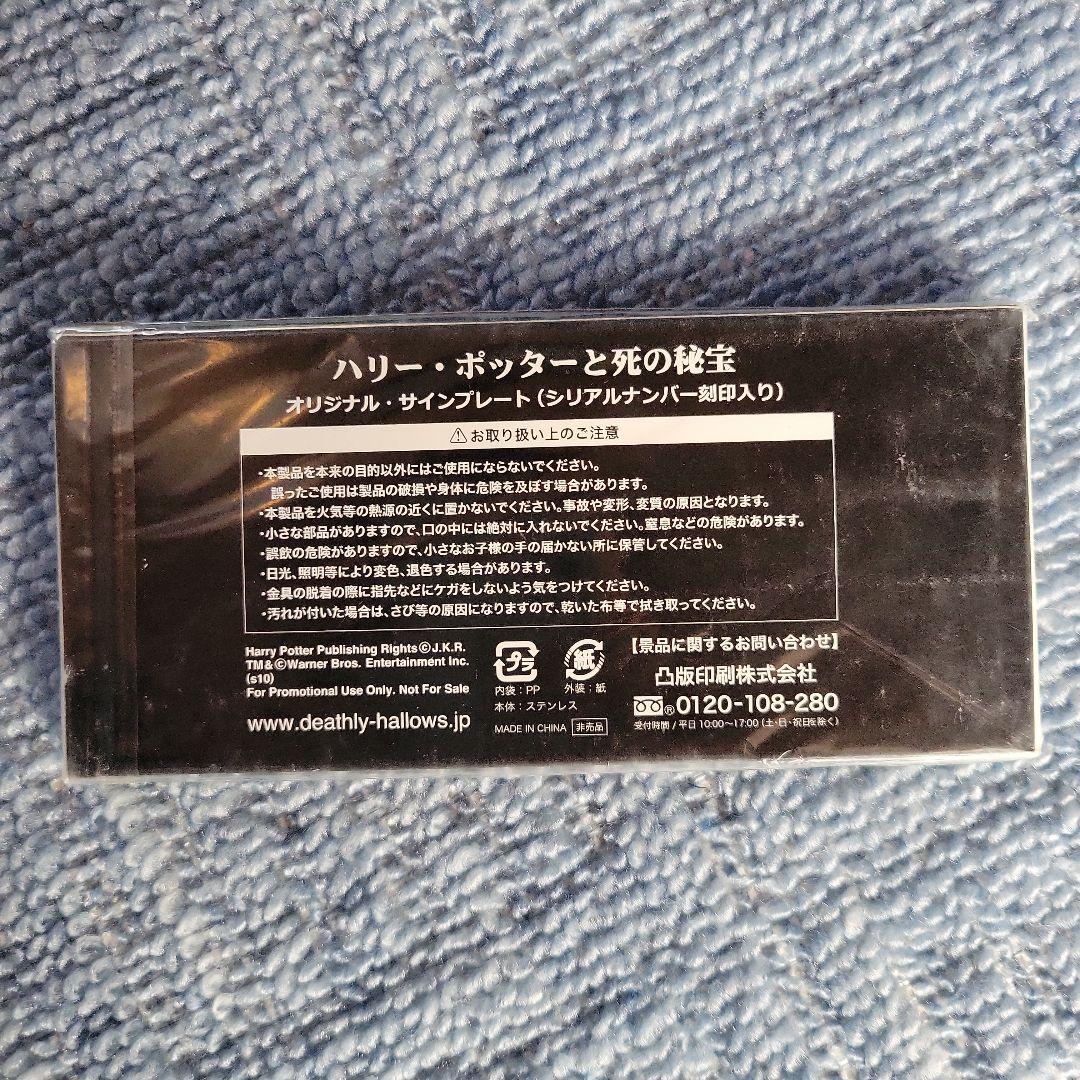 ハリー・ポッターと死の秘宝
オリジナル・サインプレート(シリアルナンバー刻印入り)
⚠お取り扱い上のご注意
・本製品を本来の目的以外にはご使用にならないでください。
誤ったご使用は製品の破損や身体に危険を及ぼす場合があります。
・本製品を火気等の熱源の近くに置かないでください。事故や変形、変質の原因となります。
・小さな部品がありますので、口の中には絶対に入れないでください。窒息などの危険があります。
・誤飲の危険がありますので、小さなお子様の手の届かない所に保管してください。
・日光、照明等により変色、退色する場合があります。
・金具の脱着の際に指先などにケガをしないよう気をつけてください。
・汚れが付いた場合は、さび等の原因になりますので、乾いた布等で拭き取ってください。
Harry Potter Publishing Rights©J.K.R.
TM&©Warner Bros. Entertainment Inc.
(s10)
For Promotional Use Only. Not For Sale
www.deathly-hallows.jp
プラ
内袋:PP
紙
外装:紙
本体:ステンレス
MADE IN CHINA 非売品
【景品に関するお問い合わせ】
凸版印刷株式会社
®0120-108-280
受付時間/平日10:00〜17:00(土・日・祝日を除く)